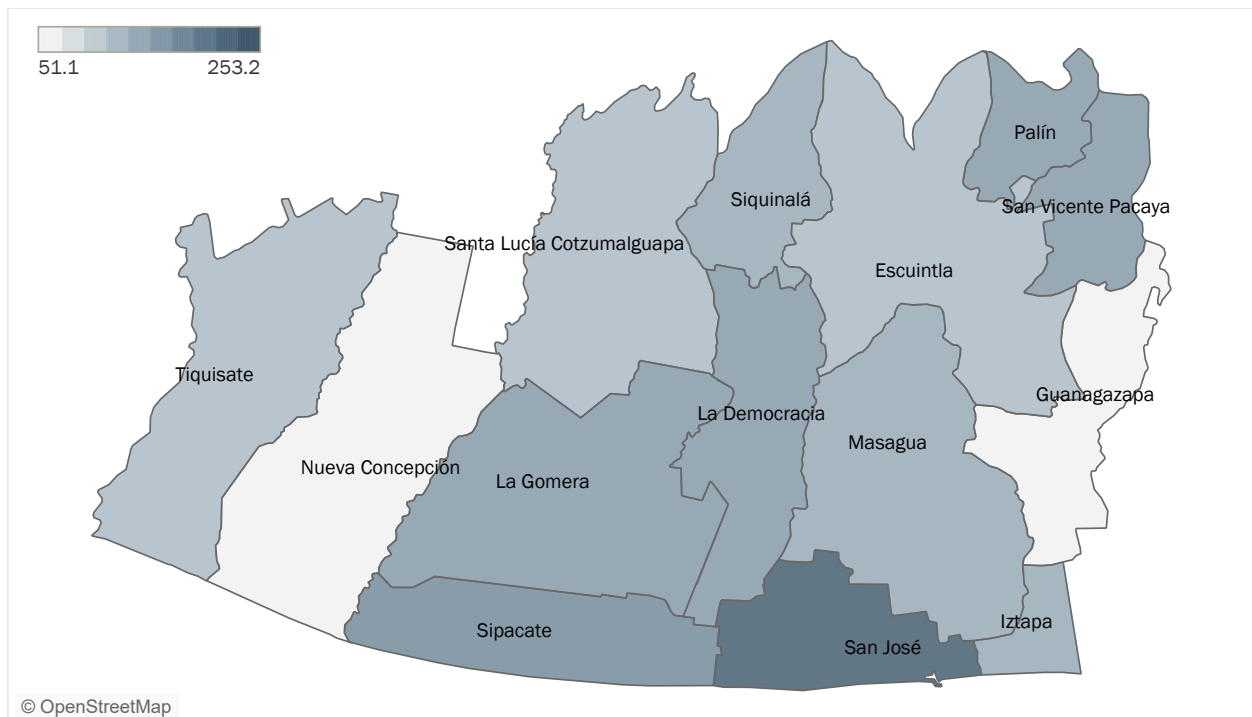 51.1
253.2
Palín
Siquinalá
San Vicente Pacaya
Santa Lucía Cotzumalguapa
Escuintla
Tiquisate
Guanagazapa
La Democracia
Masagua
Nueva Concepción
La Gomera
Iztapa
Sipacate
San José
© OpenStreetMap